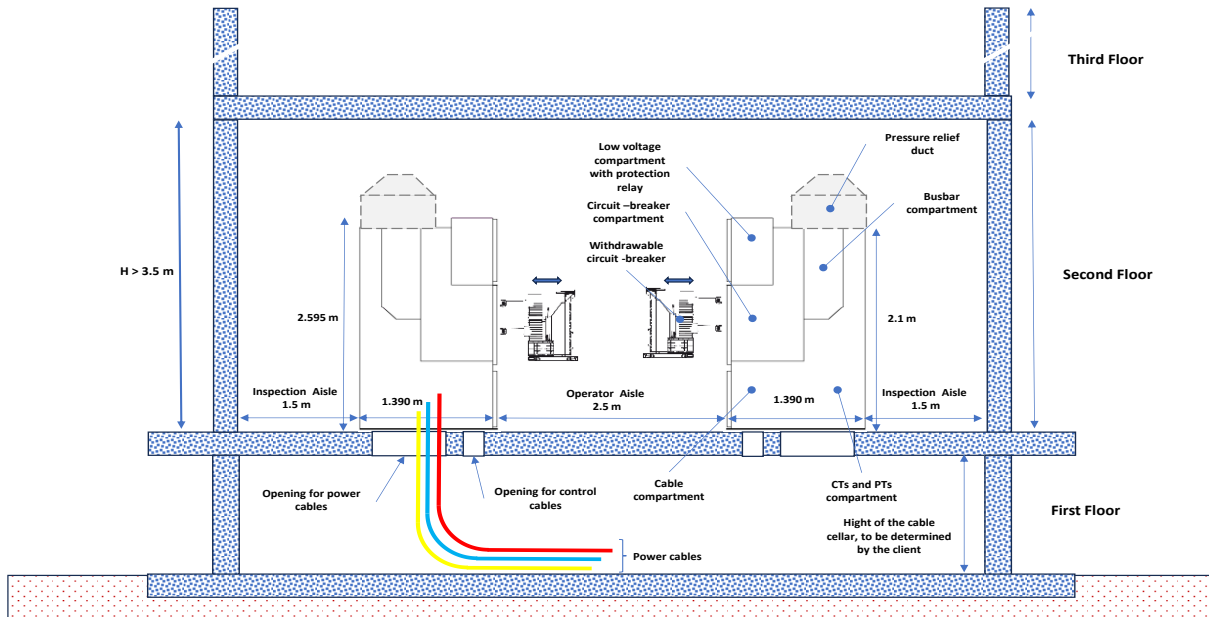 Third Floor
Pressure relief
duct
Low voltage
compartment
with protection
relay
Busbar
compartment
Circuit –breaker
compartment
Withdrawable
circuit -breaker
H > 3.5 m
Second Floor
2.595 m
2.1 m
Inspection Aisle
1.5 m
1.390 m
Operator Aisle
2.5 m
1.390 m
Inspection Aisle
1.5 m
Opening for power
cables
Opening for control
cables
Cable
compartment
CTs and PTs
compartment
First Floor
Hight of the cable
cellar, to be determined
by the client
Power cables